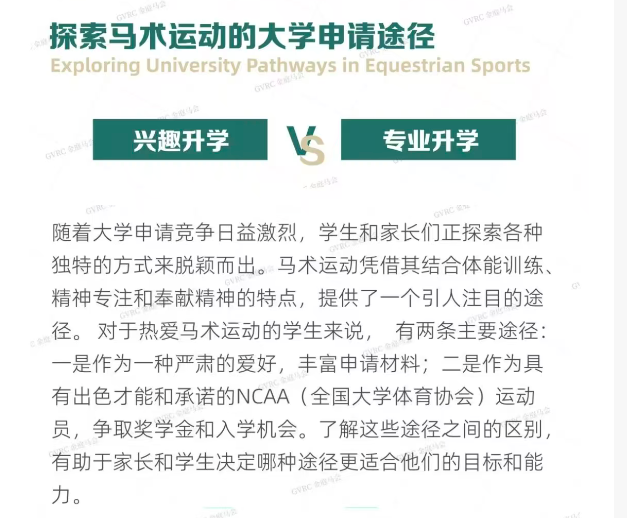 探索马术运动的大学申请途径
Exploring University Pathways in Equestrian Sports
兴趣升学 VS 专业升学
随着大学申请竞争日益激烈，学生和家长们正探索各种
独特的方式来脱颖而出。马术运动凭借其结合体能训练、
精神专注和奉献精神的特点，提供了一个引人注目的途
径。 对于热爱马术运动的学生来说， 有两条主要途径：
一是作为一种严肃的爱好，丰富申请材料；二是作为具
有出色才能和承诺的NCAA（全国大学体育协会）运动
员，争取奖学金和入学机会。了解这些途径之间的区别，
有助于家长和学生决定哪种途径更适合他们的目标和能
力。